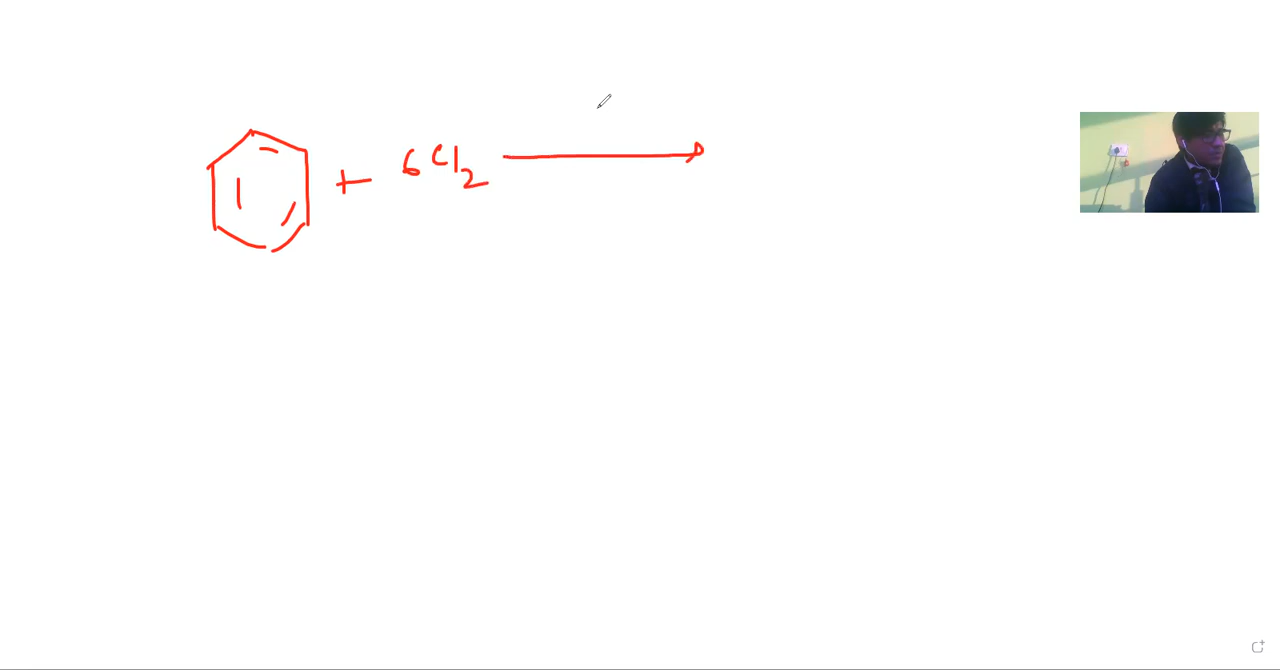 + 6Cl2 →